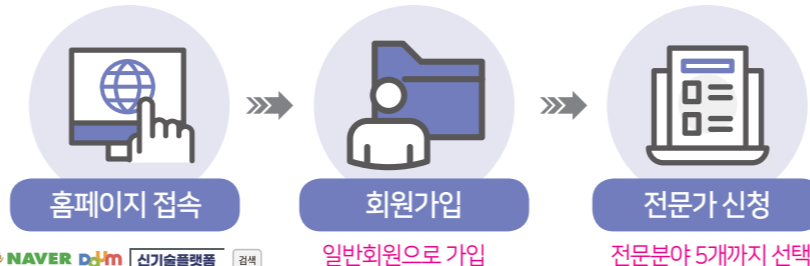 홈페이지 접속
회원가입
전문가 신청
NAVER Daum 신기술플랫폼 검색
일반회원으로 가입
전문분야 5개까지 선택